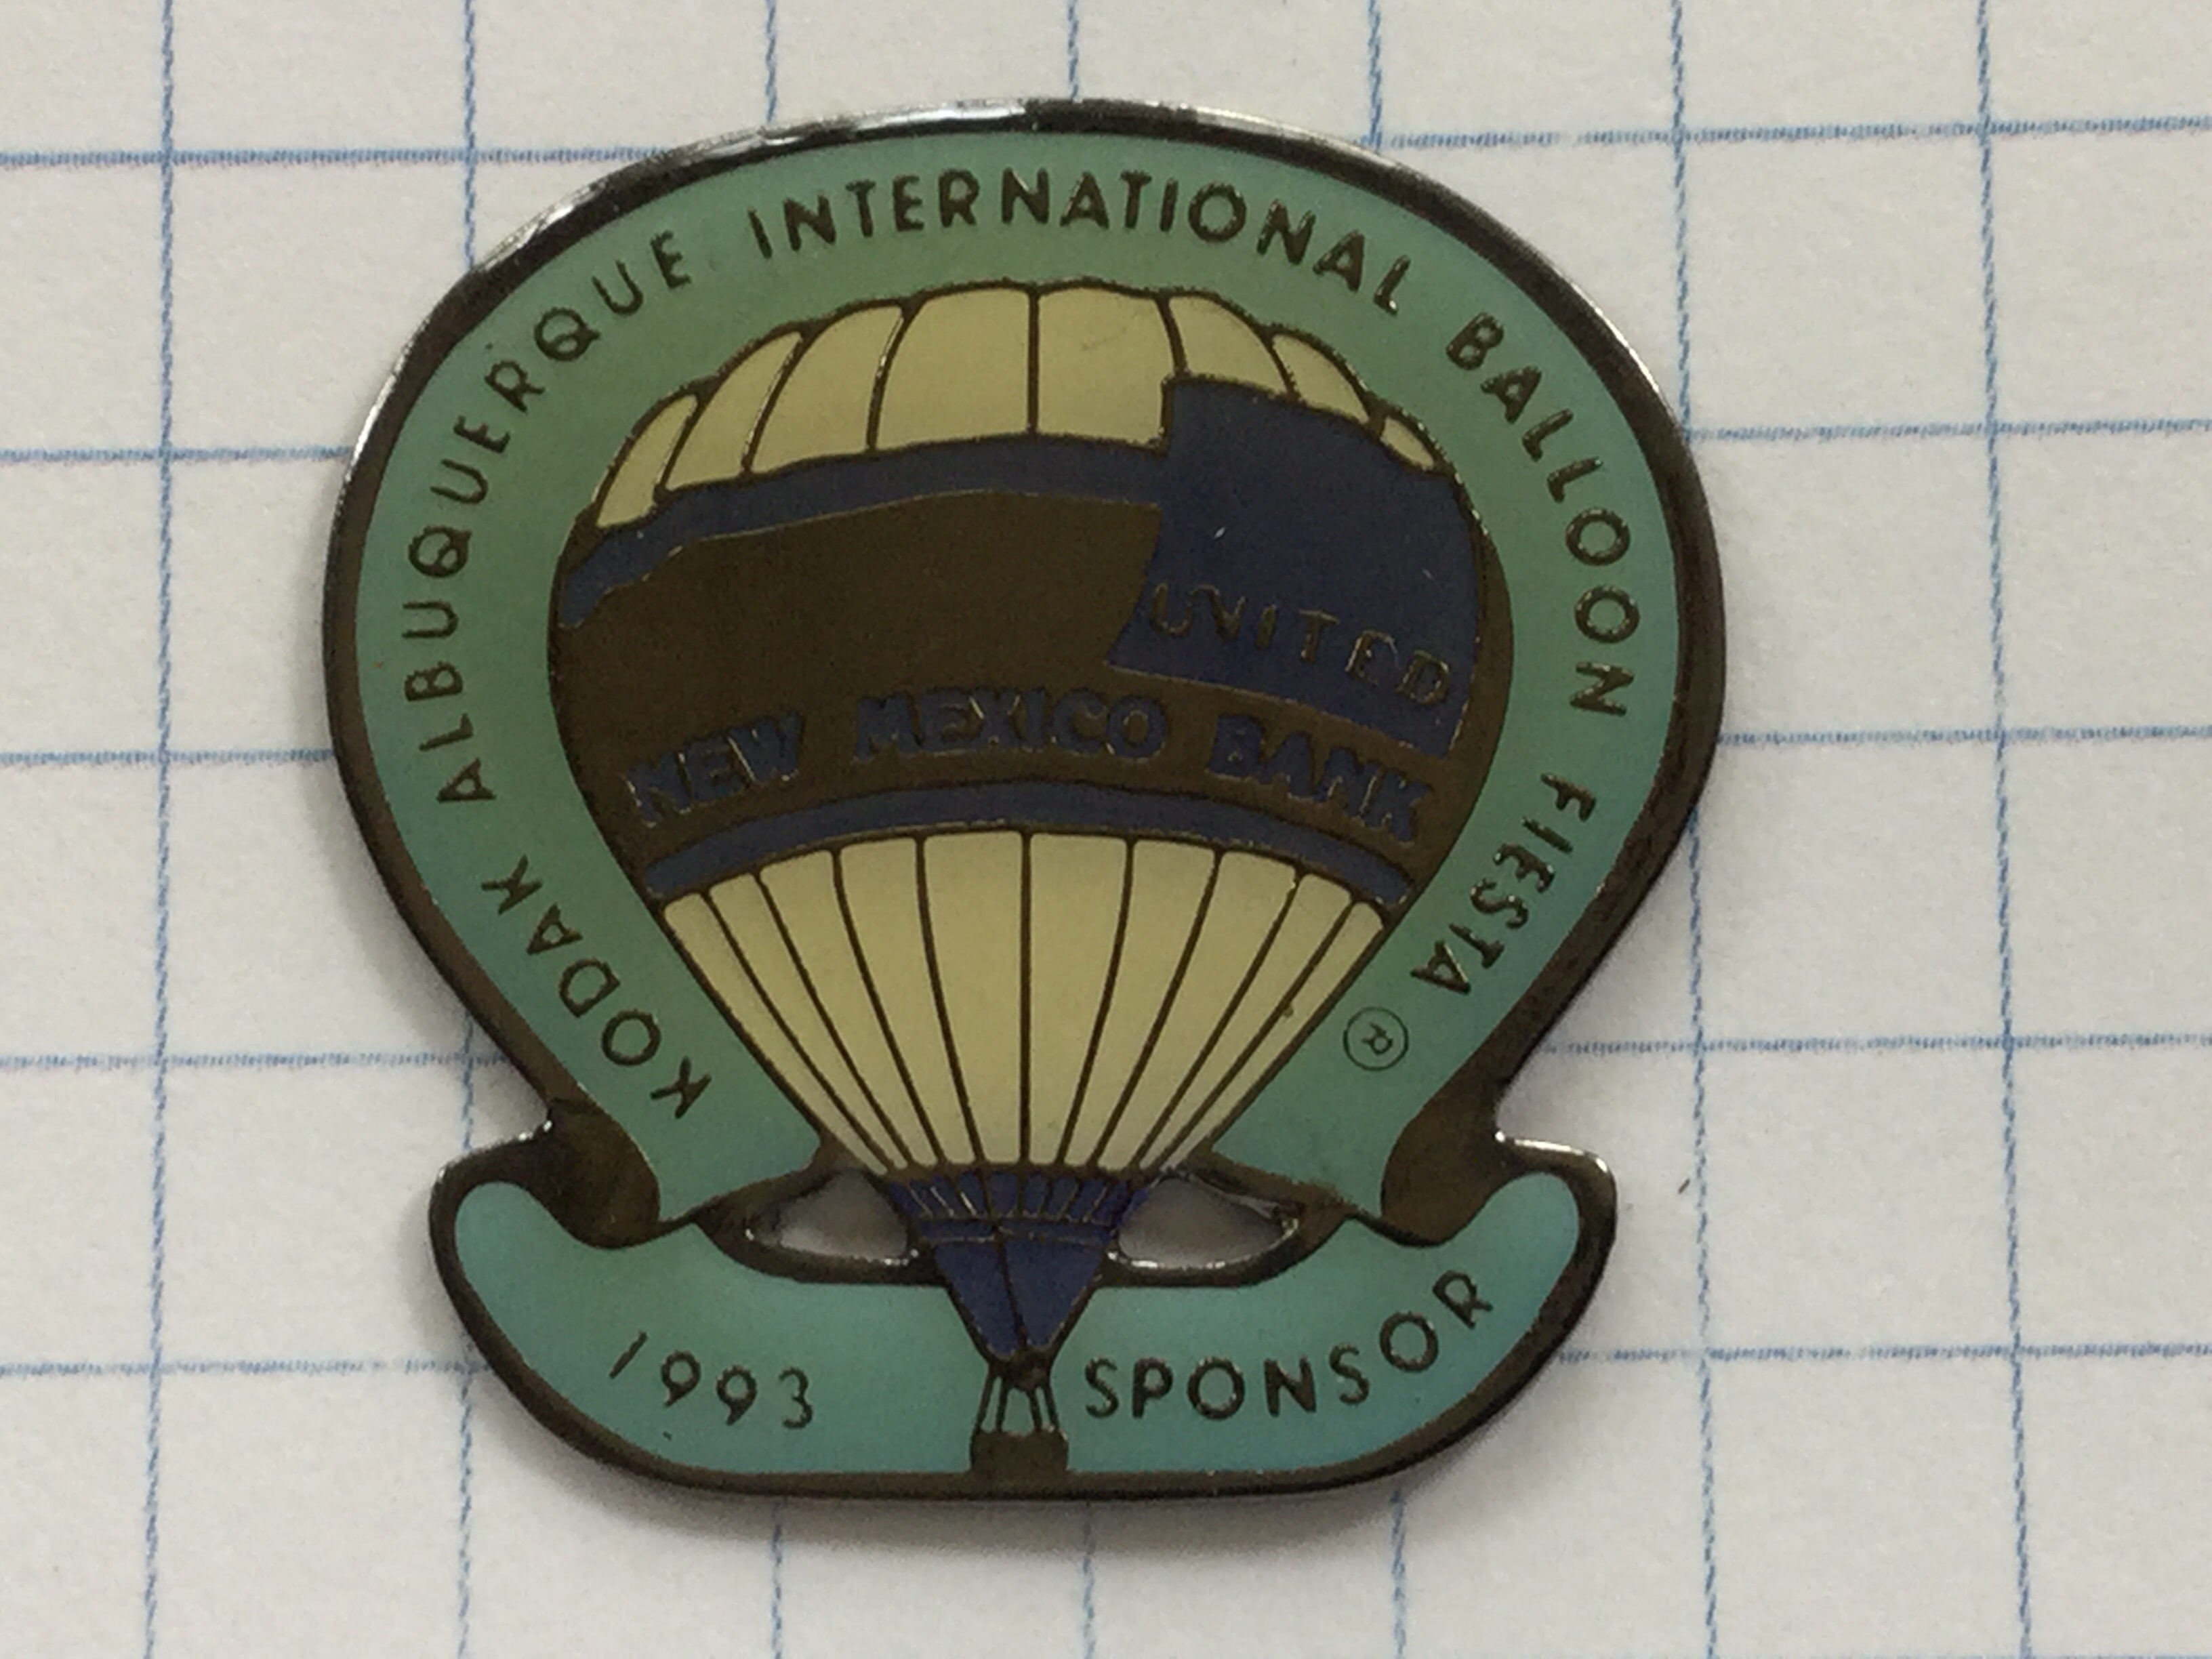 KODAK ALBUQUERQUE INTERNATIONAL BALLOON FIESTA ®
UNITED
NEW MEXICO BANK
1993 SPONSOR